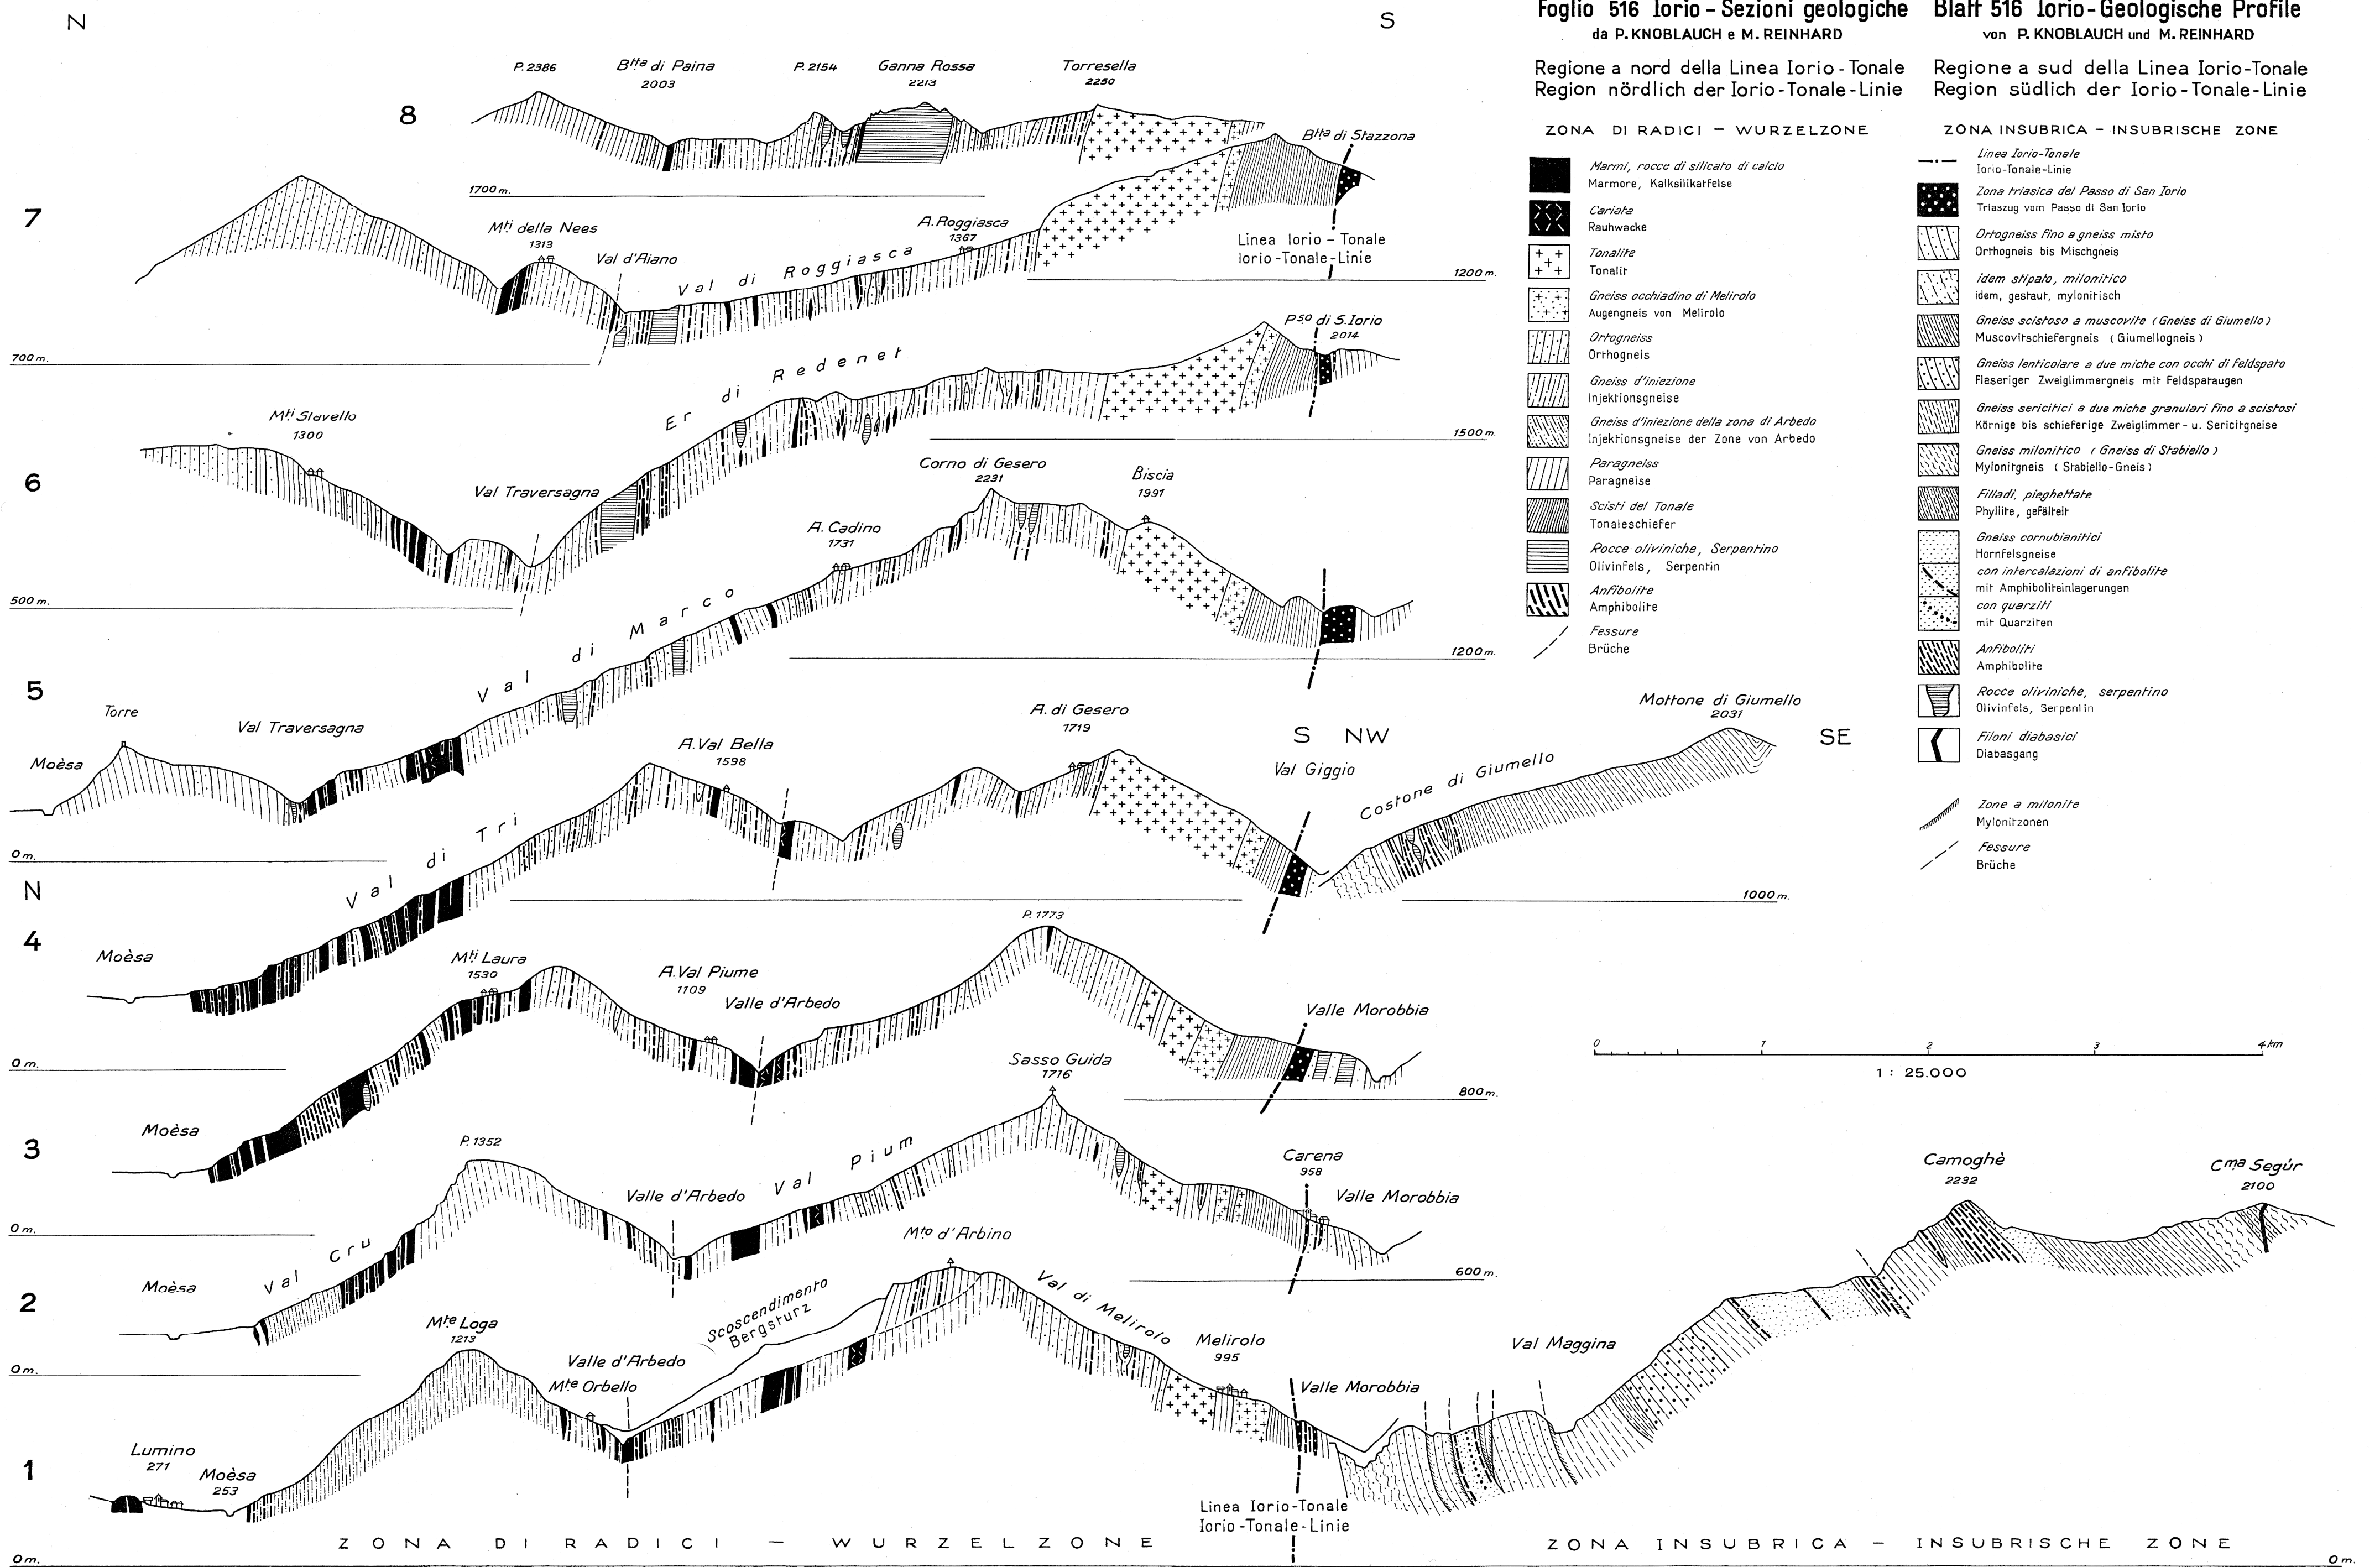 N
S
Foglio 516 Iorio – Sezioni geologiche
da P. KNOBLAUCH e M. REINHARD
Blatt 516 Iorio – Geologische Profile
von P. KNOBLAUCH und M. REINHARD
Regione a nord della Linea Iorio - Tonale
Region nördlich der Iorio - Tonale - Linie
Regione a sud della Linea Iorio-Tonale
Region südlich der Iorio - Tonale - Linie
ZONA DI RADICI – WURZELZONE
Marmi, rocce di silicato di calcio
Marmore, Kalksilikatfelse
Cariata
Rauhwacke
Tonalite
Tonalit
Gneiss occhiadino di Melirolo
Augengneis von Melirolo
Ortogneiss
Orthogneis
Gneiss d'iniezione
Injektionsgneise
Gneiss d'iniezione della zona di Arbedo
Injektionsgneise der Zone von Arbedo
Paragneiss
Paragneise
Scisti del Tonale
Tonaleschiefer
Rocce oliviniche, Serpentino
Olivinfels, Serpentin
Anfibolite
Amphibolite
Fessure
Brüche
ZONA INSUBRICA – INSUBRISCHE ZONE
Linea Iorio-Tonale
Iorio-Tonale-Linie
Zona triasica del Passo di San Iorio
Triaszug vom Passo di San Iorio
Ortogneiss fino a gneiss misto
Orthogneis bis Mischgneis
idem stipato, milonitico
idem, gestaut, mylonitisch
Gneiss scistoso a muscovite (Gneiss di Giumello)
Muscovitschiefergneis (Giumellogneis)
Gneiss lenticolare a due miche con occhi di feldspato
Flaseriger Zweiglimmergneis mit Feldspataugen
Gneiss sericitici a due miche granulari fino a scistosi
Körnige bis schieferige Zweiglimmer - u. Sericitgneise
Gneiss milonitico (Gneiss di Stabiello)
Mylonitgneis (Stabiello-Gneis)
Filladi, pieghettate
Phyllite, gefältelt
Gneiss cornubianitici
Hornfelsgneise
con intercalazioni di anfibolite
mit Amphiboliteinlagerungen
con quarziti
mit Quarziten
Anfiboliti
Amphibolite
Rocce oliviniche, serpentino
Olivinfels, Serpentin
Filoni diabasici
Diabasgang
Zone a milonite
Mylonitzonen
Fessure
Brüche
8
P. 2386
Btta di Paina
2003
P. 2154
Ganna Rossa
2213
Torresella
2250
1700 m.
7
Mti della Nees
1313
Val d'Aiano
Val di Roggiasca
A. Roggiasca
1367
Btta di Stazzona
Linea Iorio – Tonale
Iorio-Tonale-Linie
1200 m.
700 m.
6
Mti Stavello
1300
Val Traversagna
Er di Redenet
Pso di S. Iorio
2014
1500 m.
500 m.
5
Torre
Moèsa
Val Traversagna
Val di Marco
A. Cadino
1731
Corno di Gesero
2231
Biscia
1991
1200 m.
0 m.
N
4
Moèsa
Val di Tri
A. Val Bella
1598
A. di Gesero
1719
S
NW
Val Giggio
Costone di Giumello
Mottone di Giumello
2031
SE
1000 m.
0 m.
3
Moèsa
Mti Laura
1530
A. Val Piume
1109
Valle d'Arbedo
P. 1773
Valle Morobbia
800 m.
0 m.
0 1 2 3 4 km
1 : 25.000
2
Moèsa
Val Cru
P. 1352
Valle d'Arbedo
Val Pium
Sasso Guida
1716
Carena
958
Valle Morobbia
600 m.
0 m.
1
Lumino
271
Moèsa
253
Mte Loga
1213
Valle d'Arbedo
Mte Orbello
Scoscendimento
Bergsturz
Mto d'Arbino
Val di Melirolo
Melirolo
995
Valle Morobbia
Linea Iorio-Tonale
Iorio-Tonale-Linie
Val Maggina
Camoghè
2232
Cma Segúr
2100
ZONA DI RADICI – WURZELZONE
ZONA INSUBRICA – INSUBRISCHE ZONE
0 m.
0 m.